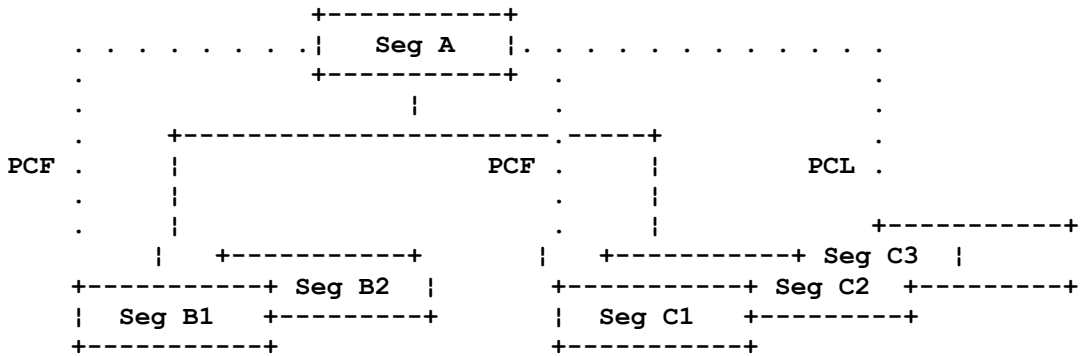 Seg A
PCF PCF PCL
Seg C3
Seg B2 Seg C2
Seg B1 Seg C1